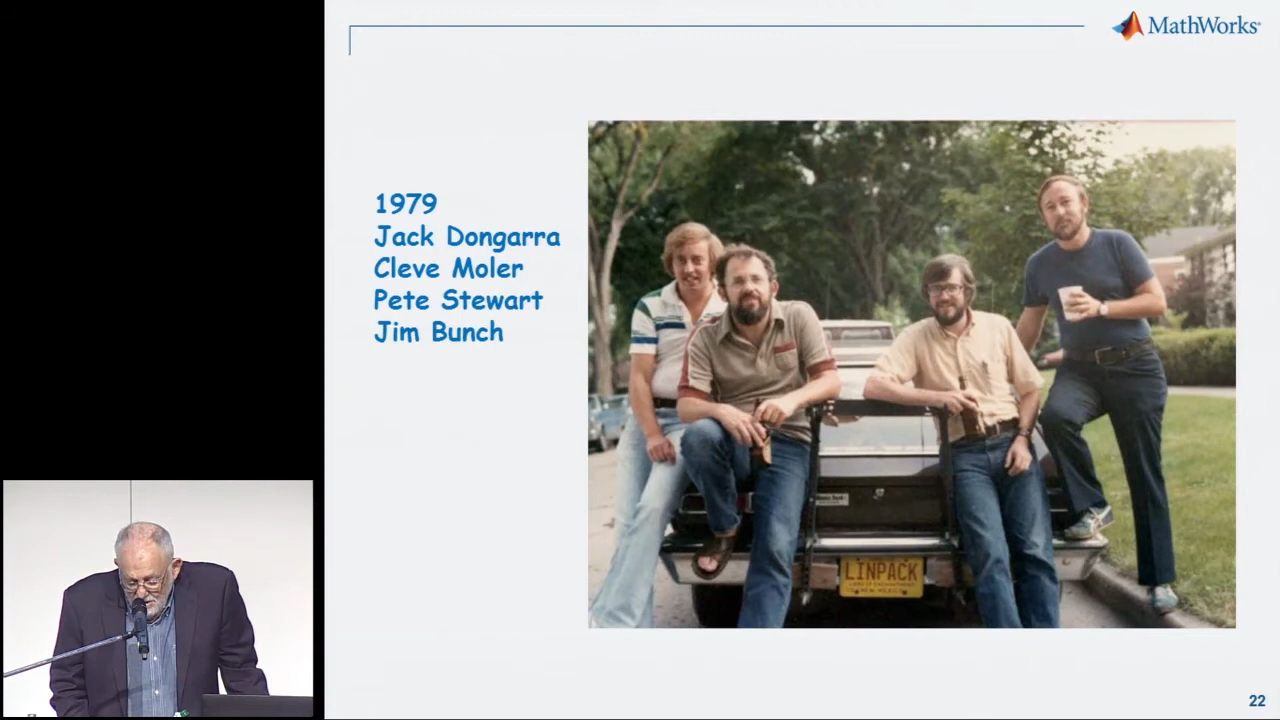 MathWorks®
1979
Jack Dongarra
Cleve Moler
Pete Stewart
Jim Bunch
LINPACK
22